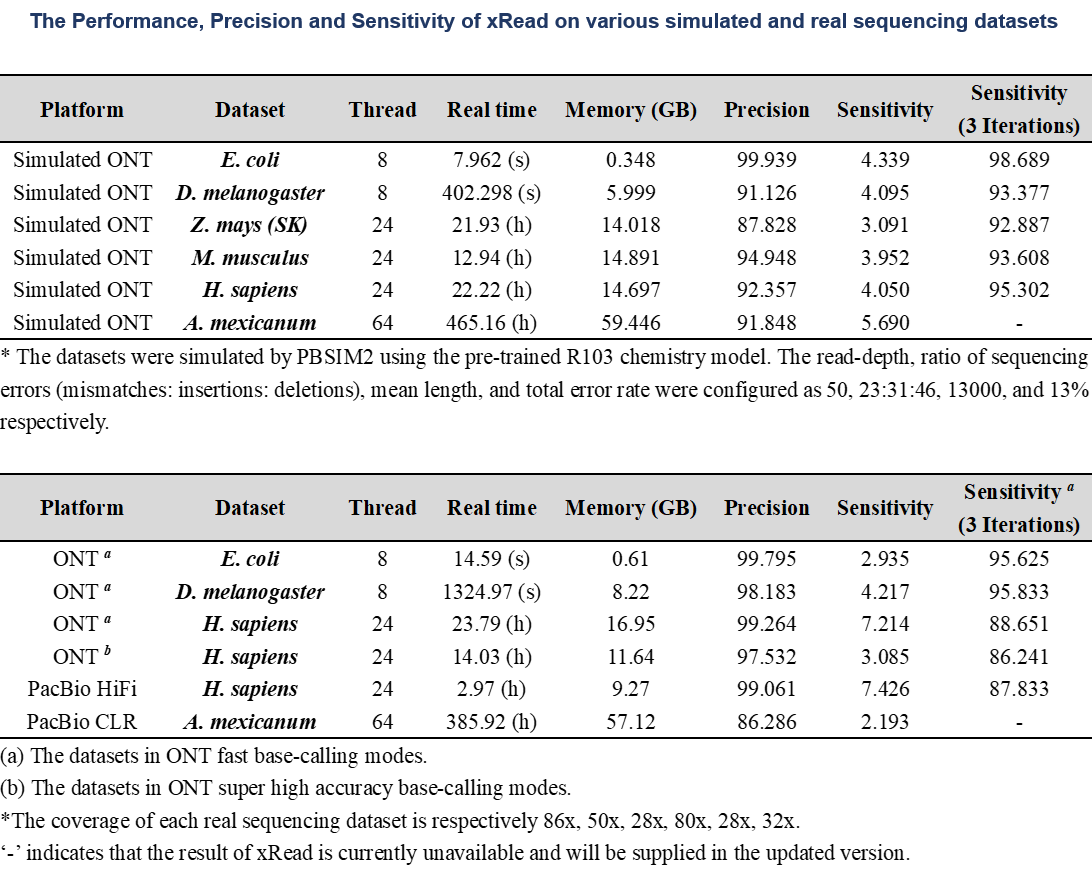 The Performance, Precision and Sensitivity of xRead on various simulated and real sequencing datasets
Platform Dataset Thread Real time Memory (GB) Precision Sensitivity Sensitivity (3 Iterations)
Simulated ONT E. coli 8 7.962 (s) 0.348 99.939 4.339 98.689
Simulated ONT D. melanogaster 8 402.298 (s) 5.999 91.126 4.095 93.377
Simulated ONT Z. mays (SK) 24 21.93 (h) 14.018 87.828 3.091 92.887
Simulated ONT M. musculus 24 12.94 (h) 14.891 94.948 3.952 93.608
Simulated ONT H. sapiens 24 22.22 (h) 14.697 92.357 4.050 95.302
Simulated ONT A. mexicanum 64 465.16 (h) 59.446 91.848 5.690 -
* The datasets were simulated by PBSIM2 using the pre-trained R103 chemistry model. The read-depth, ratio of sequencing
errors (mismatches: insertions: deletions), mean length, and total error rate were configured as 50, 23:31:46, 13000, and 13%
respectively.
Platform Dataset Thread Real time Memory (GB) Precision Sensitivity Sensitivity a (3 Iterations)
ONT a E. coli 8 14.59 (s) 0.61 99.795 2.935 95.625
ONT a D. melanogaster 8 1324.97 (s) 8.22 98.183 4.217 95.833
ONT a H. sapiens 24 23.79 (h) 16.95 99.264 7.214 88.651
ONT b H. sapiens 24 14.03 (h) 11.64 97.532 3.085 86.241
PacBio HiFi H. sapiens 24 2.97 (h) 9.27 99.061 7.426 87.833
PacBio CLR A. mexicanum 64 385.92 (h) 57.12 86.286 2.193 -
(a) The datasets in ONT fast base-calling modes.
(b) The datasets in ONT super high accuracy base-calling modes.
*The coverage of each real sequencing dataset is respectively 86x, 50x, 28x, 80x, 28x, 32x.
‘-’ indicates that the result of xRead is currently unavailable and will be supplied in the updated version.